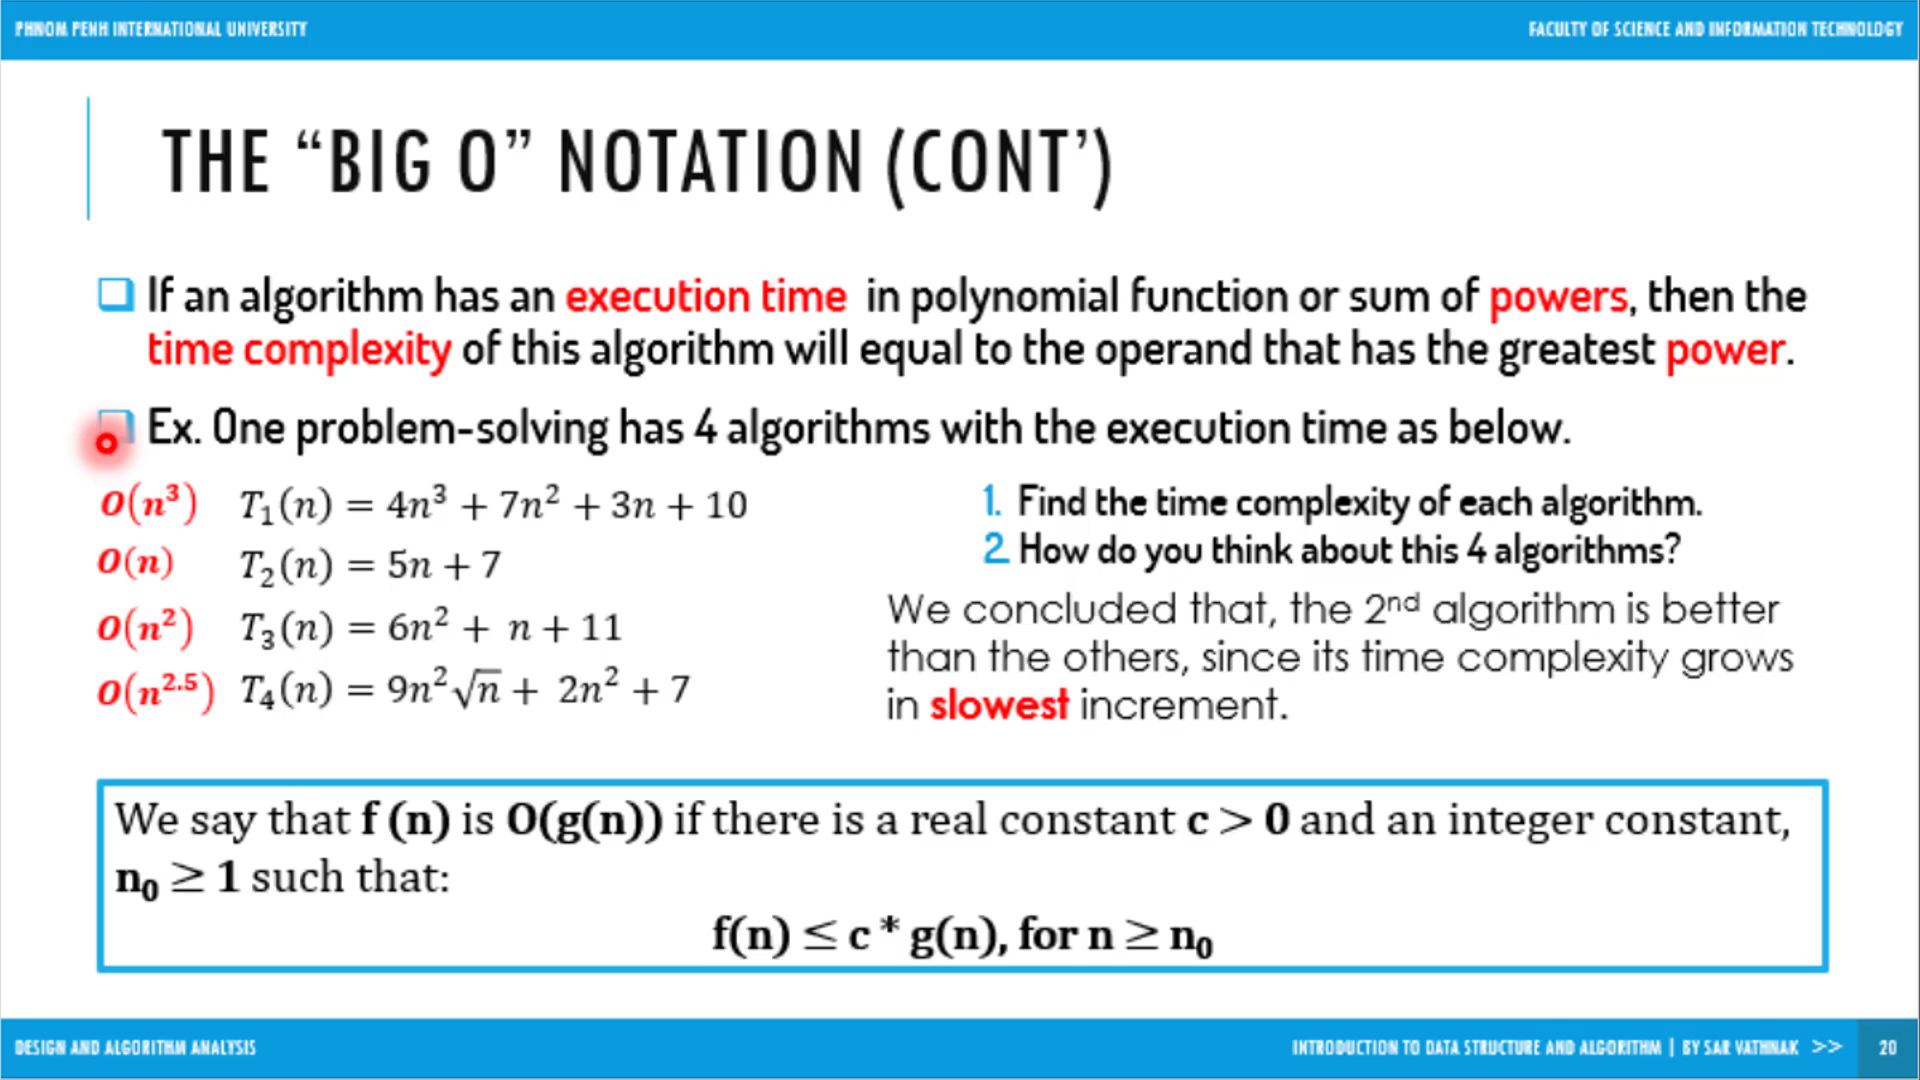 PHNOM PENH INTERNATIONAL UNIVERSITY
FACULTY OF SCIENCE AND INFORMATION TECHNOLOGY
THE “BIG O” NOTATION (CONT’)
If an algorithm has an execution time in polynomial function or sum of powers, then the
time complexity of this algorithm will equal to the operand that has the greatest power.
Ex. One problem-solving has 4 algorithms with the execution time as below.
O(n³) T₁(n) = 4n³ + 7n² + 3n + 10
O(n) T₂(n) = 5n + 7
O(n²) T₃(n) = 6n² + n + 11
O(n^2.5) T₄(n) = 9n²√n + 2n² + 7
1. Find the time complexity of each algorithm.
2. How do you think about this 4 algorithms?
We concluded that, the 2nd algorithm is better
than the others, since its time complexity grows
in slowest increment.
We say that f (n) is O(g(n)) if there is a real constant c > 0 and an integer constant,
n₀ ≥ 1 such that:
f(n) ≤ c * g(n), for n ≥ n₀
DESIGN AND ALGORITHM ANALYSIS
INTRODUCTION TO DATA STRUCTURE AND ALGORITHM | BY SAR VATHNAK >> 20